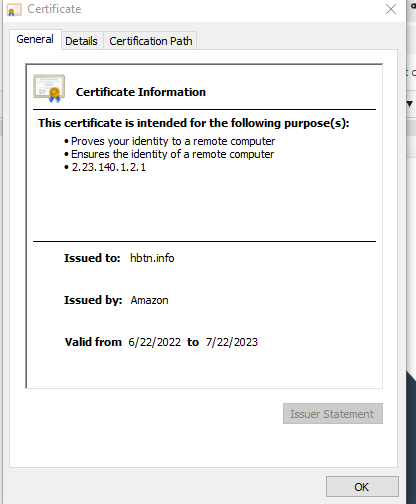 Certificate
General
Details
Certification Path
Certificate Information
This certificate is intended for the following purpose(s):
• Proves your identity to a remote computer
• Ensures the identity of a remote computer
• 2.23.140.1.2.1
Issued to: hbtn.info
Issued by: Amazon
Valid from 6/22/2022 to 7/22/2023
Issuer Statement
OK